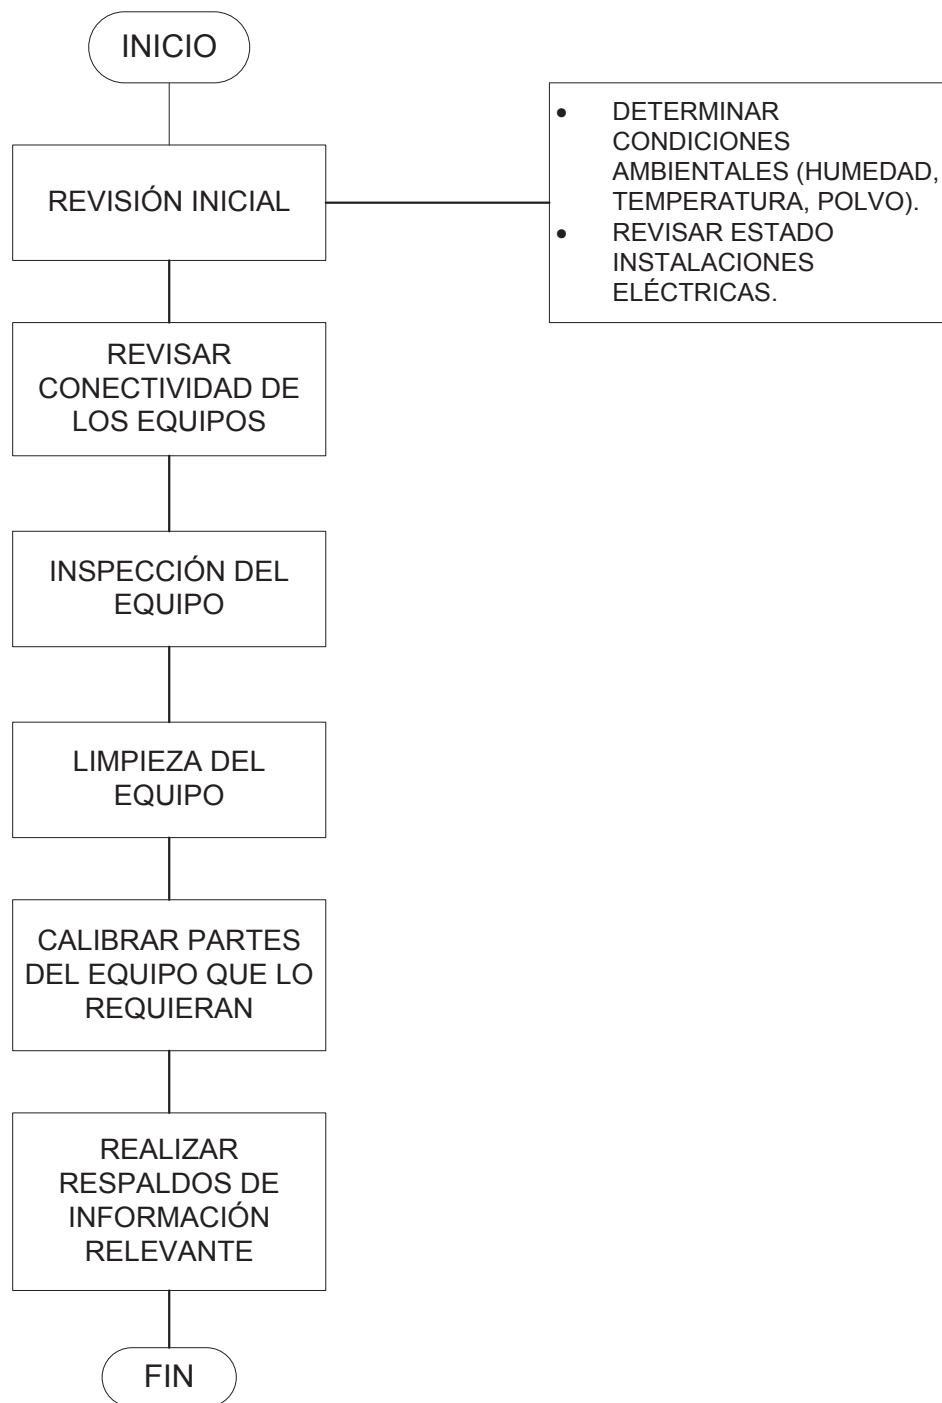 INICIO
REVISIÓN INICIAL
• DETERMINAR
CONDICIONES
AMBIENTALES (HUMEDAD,
TEMPERATURA, POLVO).
• REVISAR ESTADO
INSTALACIONES
ELÉCTRICAS.
REVISAR
CONECTIVIDAD DE
LOS EQUIPOS
INSPECCIÓN DEL
EQUIPO
LIMPIEZA DEL
EQUIPO
CALIBRAR PARTES
DEL EQUIPO QUE LO
REQUIERAN
REALIZAR
RESPALDOS DE
INFORMACIÓN
RELEVANTE
FIN